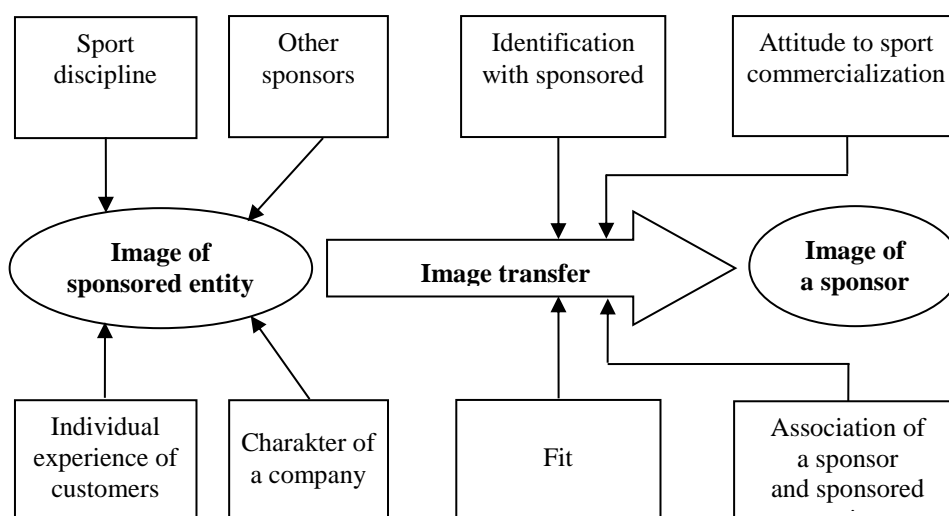 Sport
discipline
Other
sponsors
Identification
with sponsored
Attitude to sport
commercialization
Image of
sponsored entity
Image transfer
Image of
a sponsor
Individual
experience of
customers
Charakter of
a company
Fit
Association of
a sponsor
and sponsored